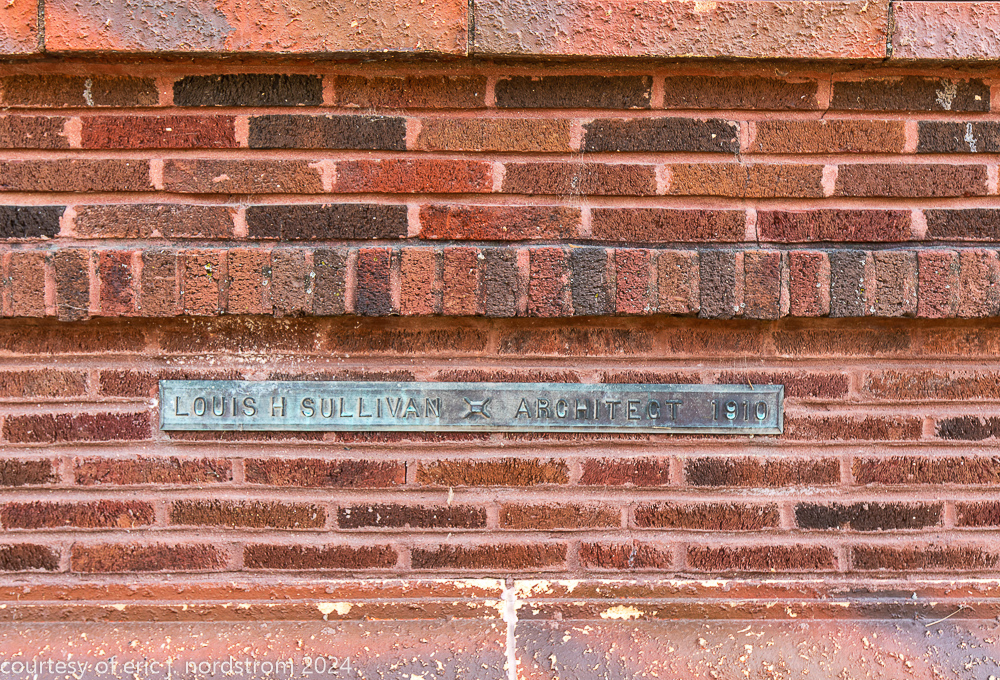 LOUIS H SULLIVAN ARCHITECT 1910
courtesy of eric j. nordstrom 2024